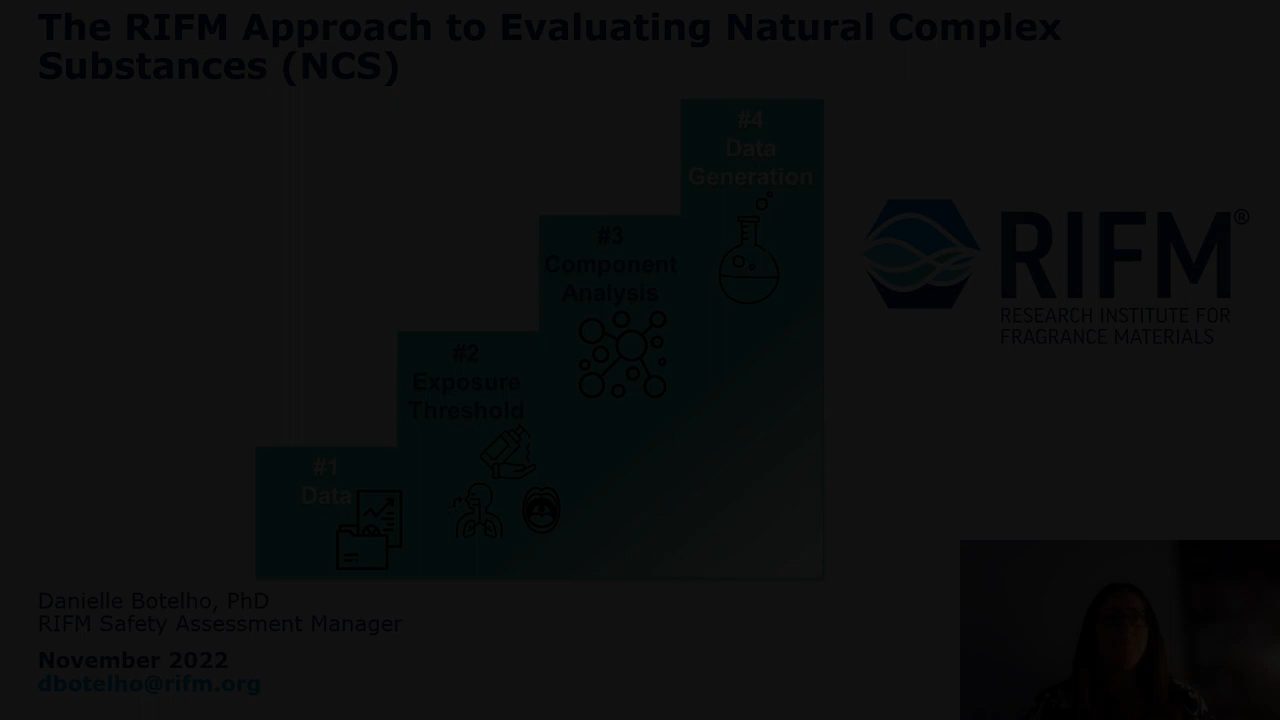 The RIFM Approach to Evaluating Natural Complex
Substances (NCS)
#4
Data
Generation
#3
Component
Analysis
#2
Exposure
Threshold
#1
Data
RIFM®
RESEARCH INSTITUTE FOR
FRAGRANCE MATERIALS
Danielle Botelho, PhD
RIFM Safety Assessment Manager
November 2022
dbotelho@rifm.org